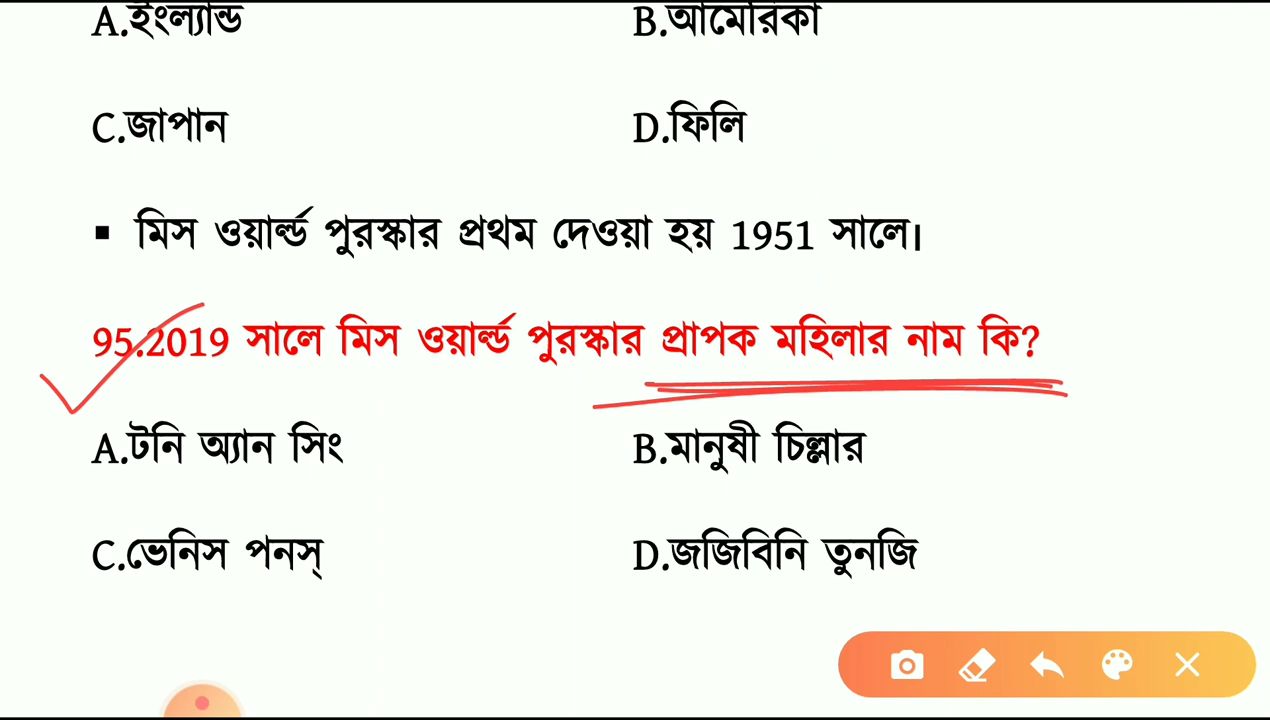 A.ইংল্যান্ড B.আমেরিকা
C.জাপান D.ফিলি
▪ মিস ওয়ার্ল্ড পুরস্কার প্রথম দেওয়া হয় 1951 সালে।
95.2019 সালে মিস ওয়ার্ল্ড পুরস্কার প্রাপক মহিলার নাম কি?
A.টনি অ্যান সিং B.মানুষী চিল্লার
C.ভেনিস পনস্ D.জজিবিনি তুনজি